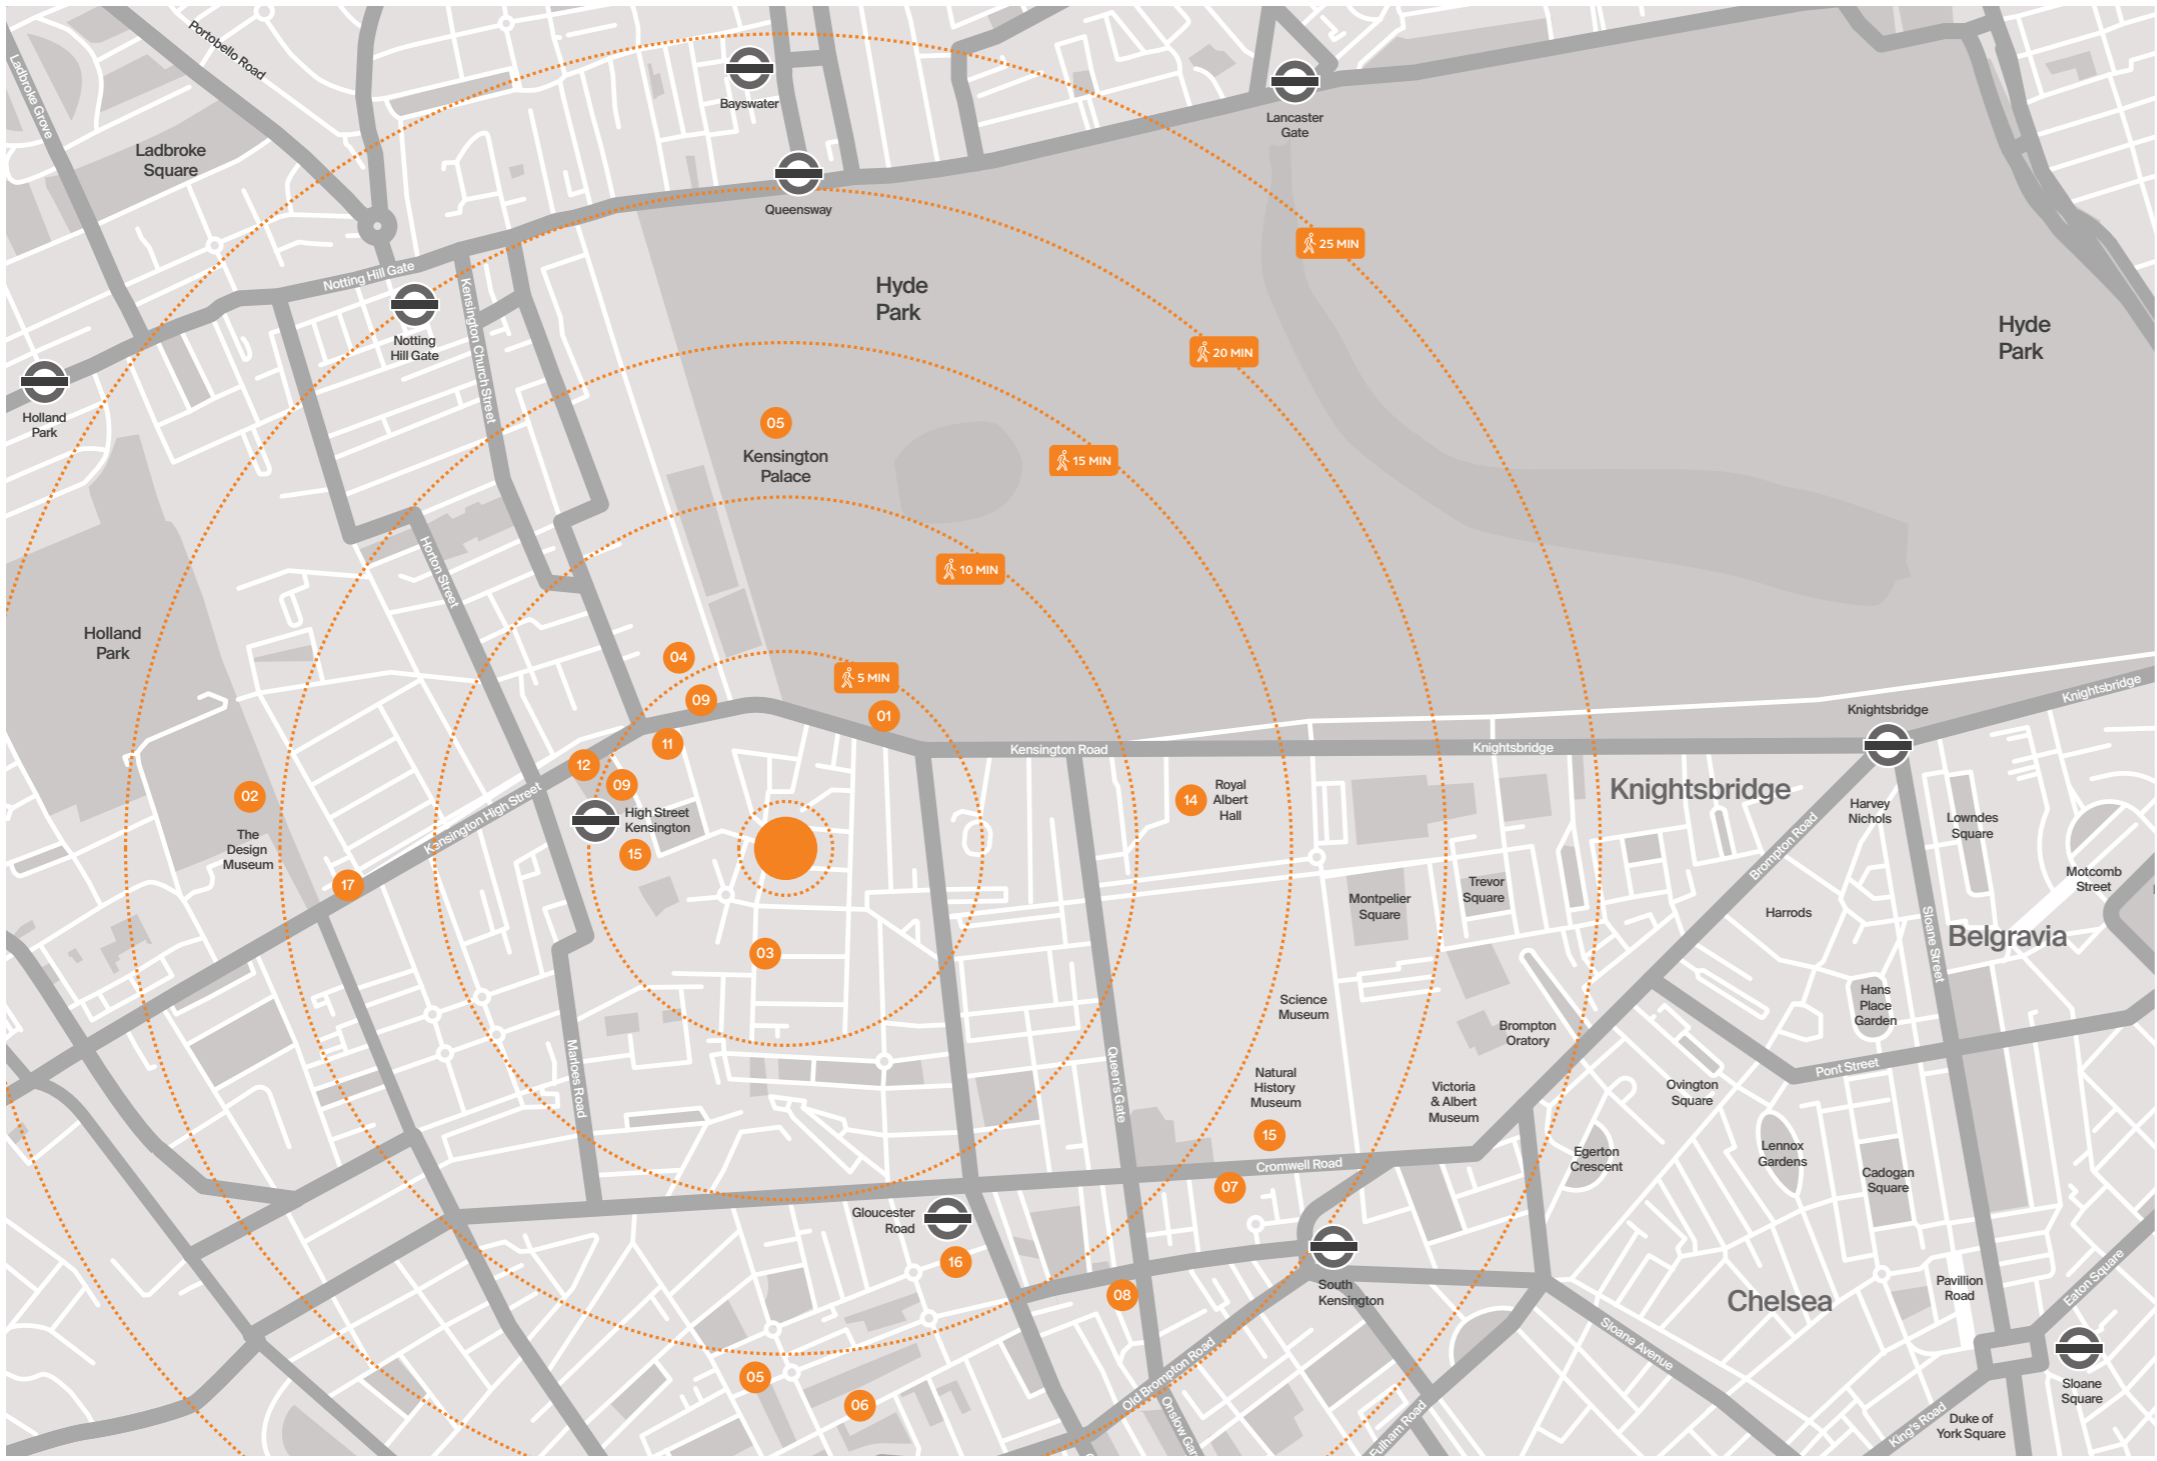 Portobello Road
Ladbroke Grove
Bayswater
Lancaster
Gate
Ladbroke
Square
Queensway
25 MIN
Notting Hill Gate
Hyde
Park
Kensington Church Street
Notting
Hill Gate
Hyde
Park
20 MIN
Holland
Park
05
Kensington
Palace
15 MIN
Horton Street
10 MIN
Holland
Park
04
5 MIN
09
01
Knightsbridge
Knightsbridge
11
Kensington Road
Knightsbridge
12
09
02
Kensington High Street
High Street
Kensington
14
Royal
Albert
Hall
Knightsbridge
Harvey
Nichols
Lowndes
Square
The
Design
Museum
15
Brompton Road
17
Montpelier
Square
Trevor
Square
Motcomb
Street
Harrods
Sloane Street
Belgravia
03
Science
Museum
Hans
Place
Garden
Brompton
Oratory
Marloes Road
Queen's Gate
Natural
History
Museum
Victoria
& Albert
Museum
Ovington
Square
Pont Street
15
Cromwell Road
Egerton
Crescent
Lennox
Gardens
Cadogan
Square
07
Gloucester
Road
16
08
South
Kensington
Chelsea
Pavillion
Road
Eaton Square
Sloane Avenue
05
06
Old Brompton Road
Onslow Gar
Fulham Road
King's Road
Duke of
York Square
Sloane
Square